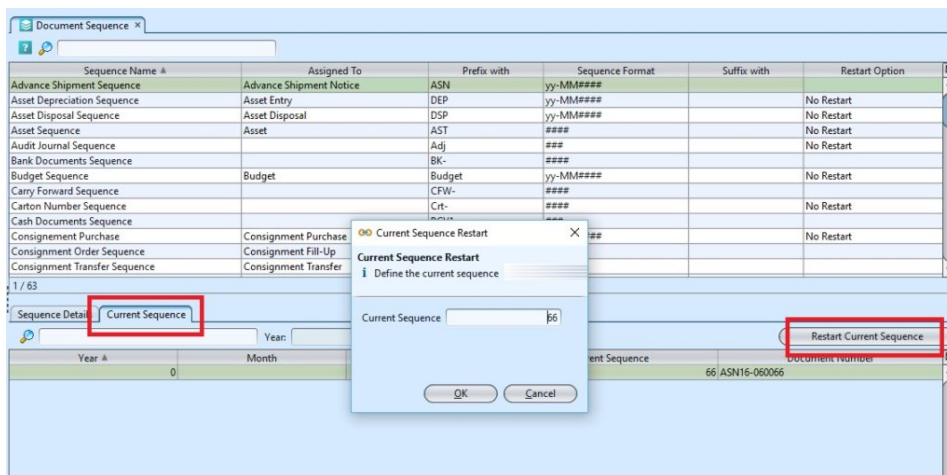 Document Sequence
Sequence Name Assigned To Prefix with Sequence Format Suffix with Restart Option
Advance Shipment Sequence Advance Shipment Notice ASN yy-MM####
Asset Depreciation Sequence Asset Entry DEP yy-MM#### No Restart
Asset Disposal Sequence Asset Disposal DSP yy-MM#### No Restart
Asset Sequence Asset AST #### No Restart
Audit Journal Sequence Adj ### No Restart
Bank Documents Sequence BK- ####
Budget Sequence Budget Budget yy-MM#### No Restart
Carry Forward Sequence CFW- ####
Carton Number Sequence Crt- #### No Restart
Cash Documents Sequence
Consignement Purchase Consignment Purchase ## No Restart
Consignment Order Sequence Consignment Fill-Up
Consignment Transfer Sequence Consignment Transfer
1 / 63
Current Sequence Restart
Current Sequence Restart
i Define the current sequence
Current Sequence 66
OK Cancel
Sequence Detail Current Sequence
Year: Restart Current Sequence
Year Month ent Sequence Document Number
0 66 ASN16-060066